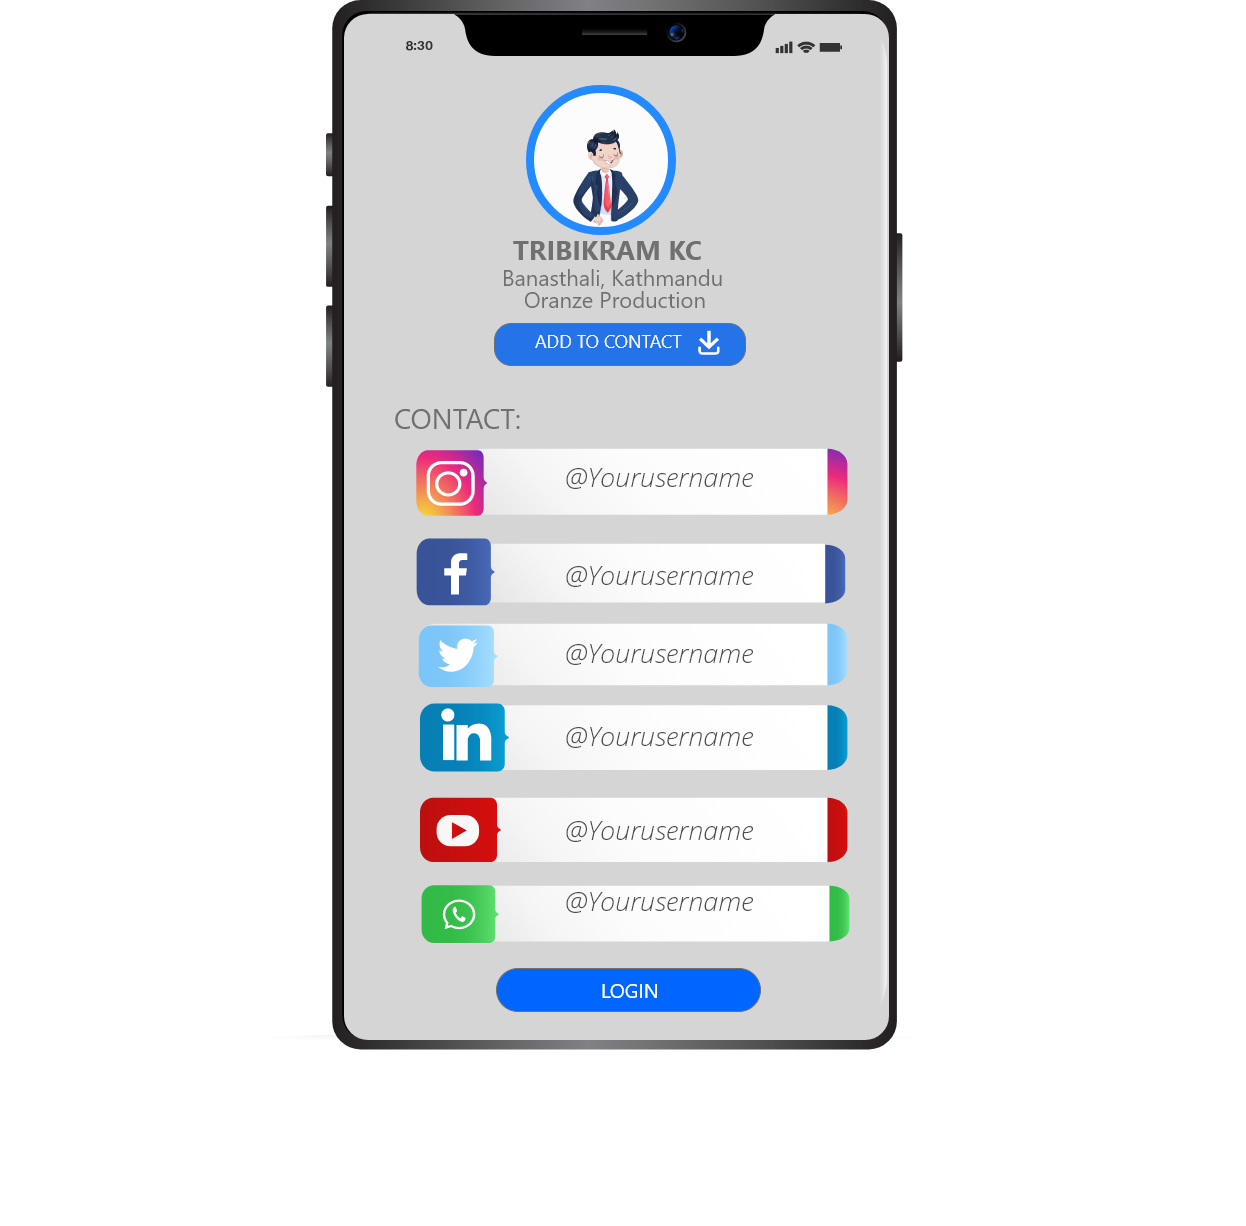 8:30
TRIBIKRAM KC
Banasthali, Kathmandu
Oranze Production
ADD TO CONTACT
CONTACT:
@Yourusername
@Yourusername
@Yourusername
in @Yourusername
@Yourusername
@Yourusername
LOGIN